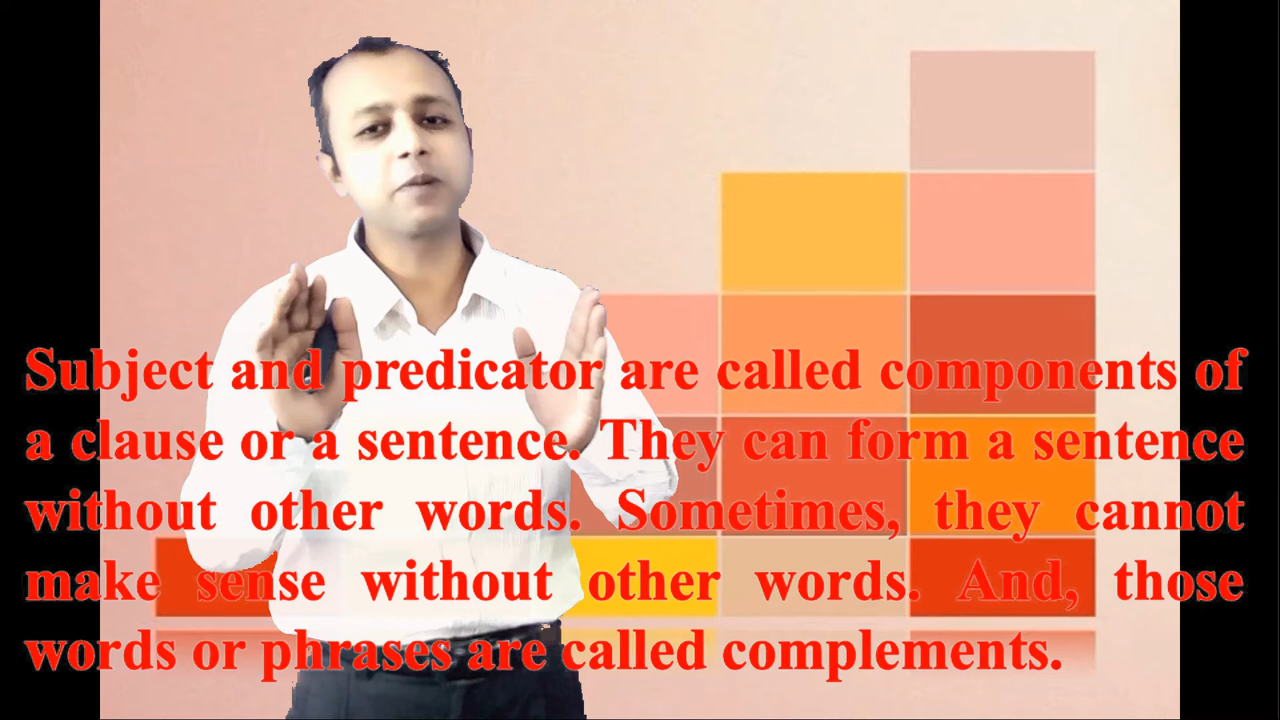 Subject and predicator are called components of
a clause or a sentence. They can form a sentence
without other words. Sometimes, they cannot
make sense without other words. And, those
words or phrases are called complements.